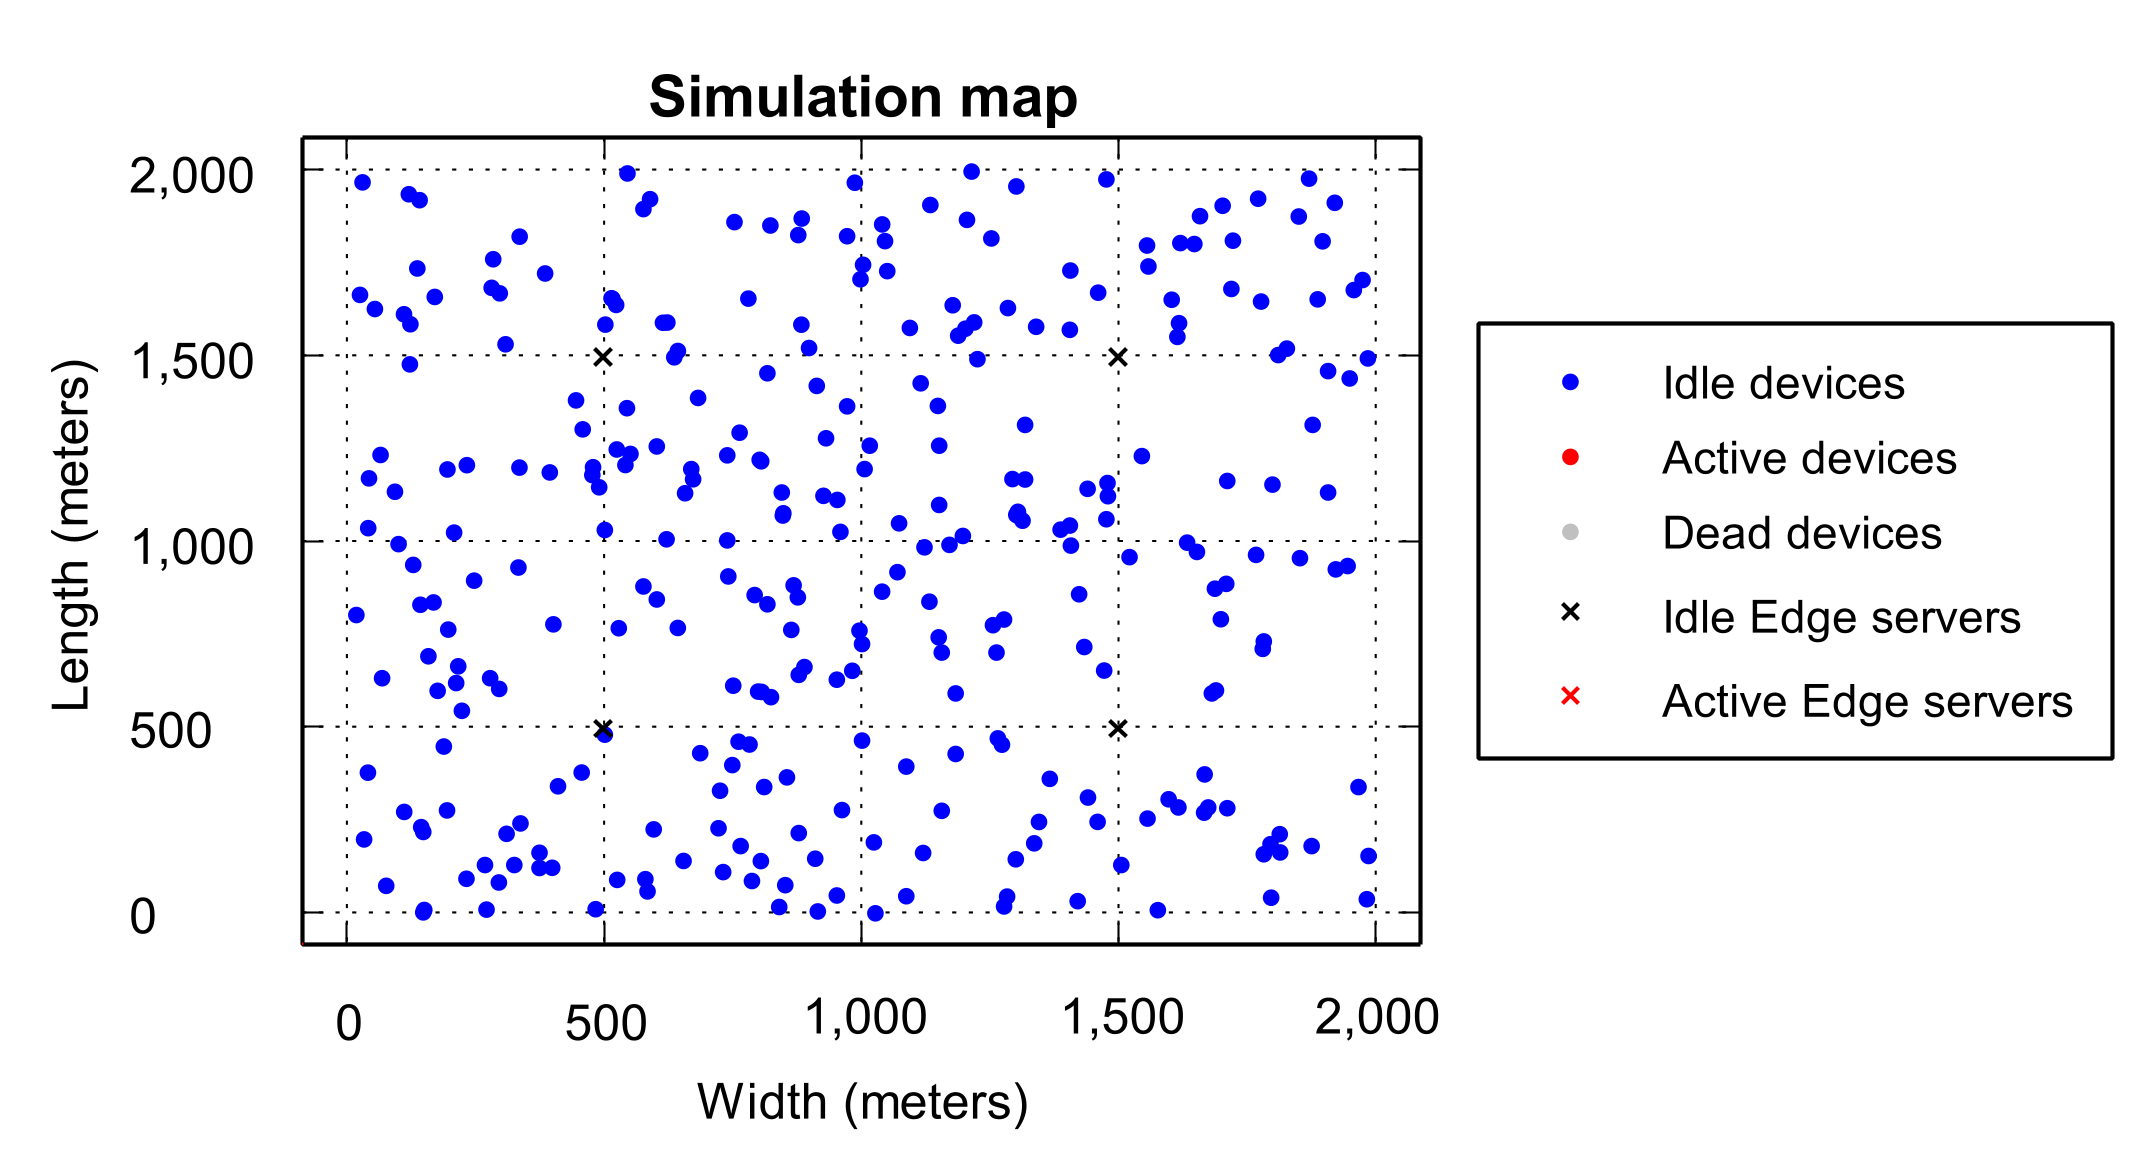 Simulation map
Length (meters)
2,000
1,500
1,000
500
0
0
500
1,000
1,500
2,000
Width (meters)
Idle devices
Active devices
Dead devices
Idle Edge servers
Active Edge servers